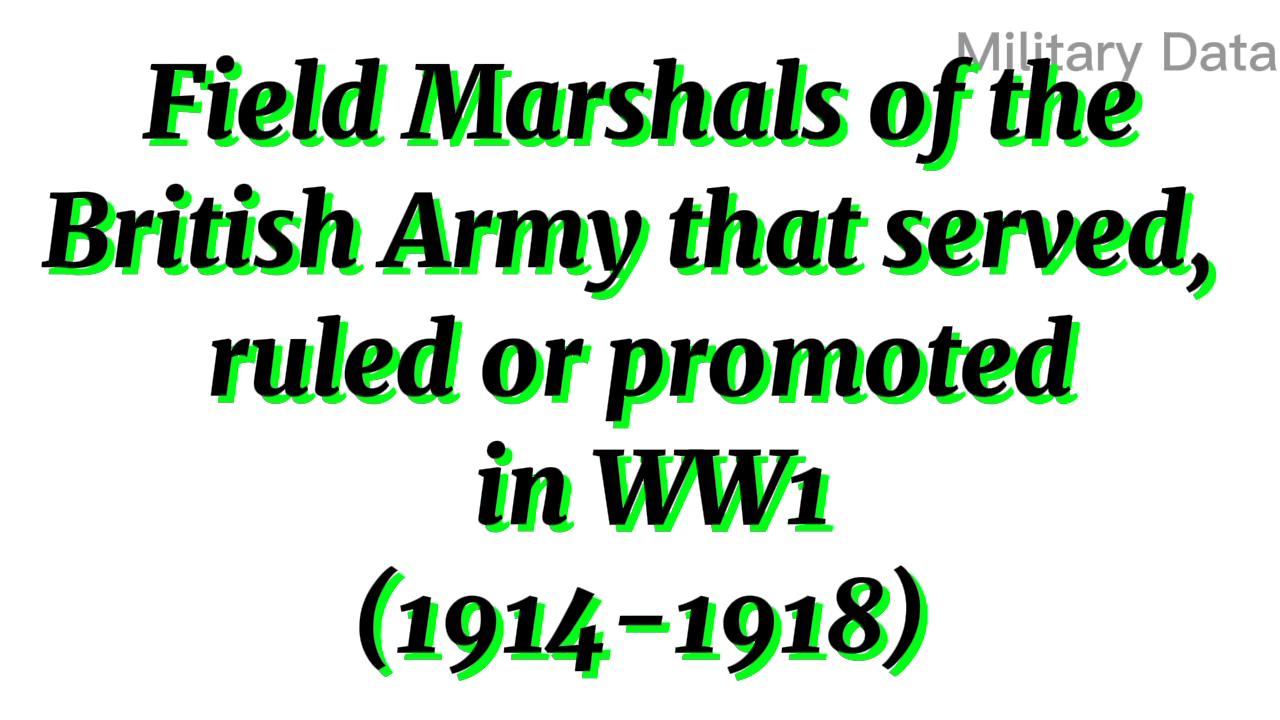 Military Data
Field Marshals of the
British Army that served,
ruled or promoted
in WW1
(1914-1918)